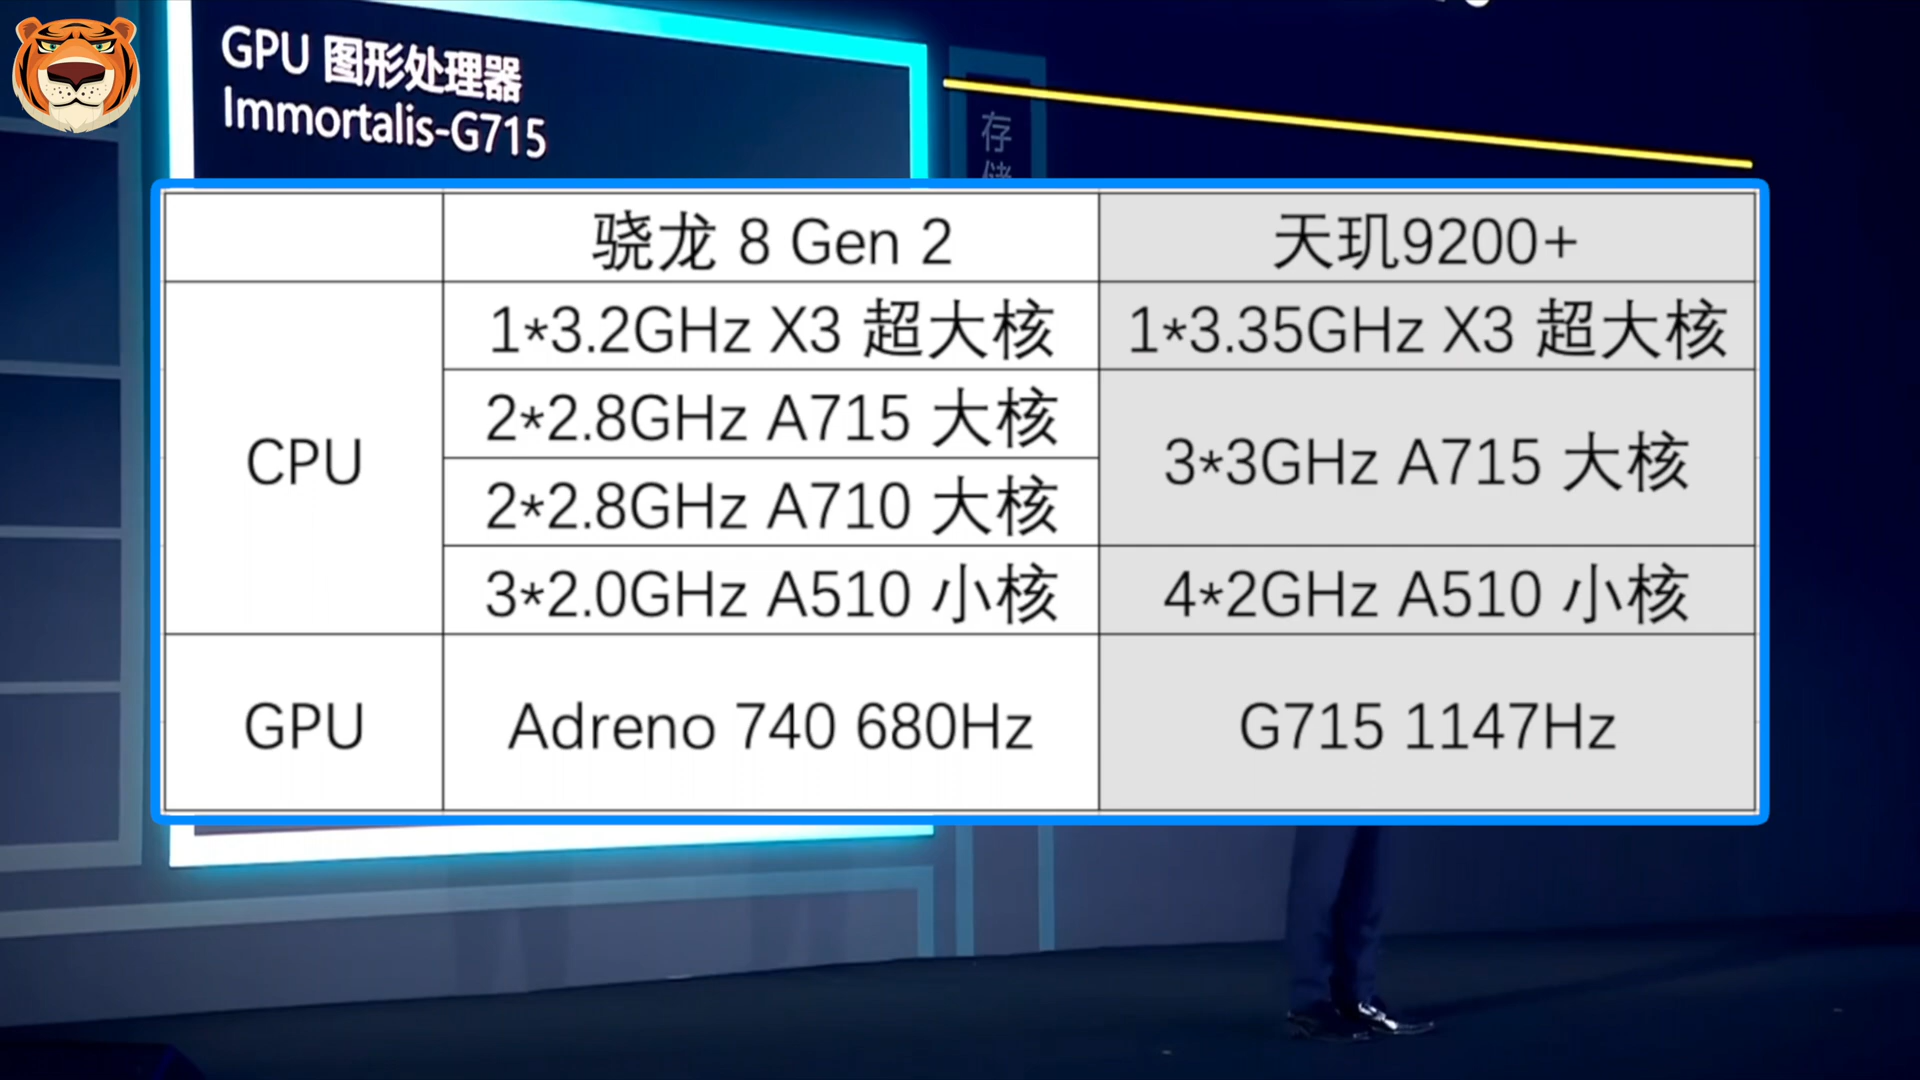 GPU 图形处理器
Immortalis-G715
存
储
骁龙 8 Gen 2
天玑9200+
CPU
1*3.2GHz X3 超大核
1*3.35GHz X3 超大核
2*2.8GHz A715 大核
3*3GHz A715 大核
2*2.8GHz A710 大核
3*2.0GHz A510 小核
4*2GHz A510 小核
GPU
Adreno 740 680Hz
G715 1147Hz